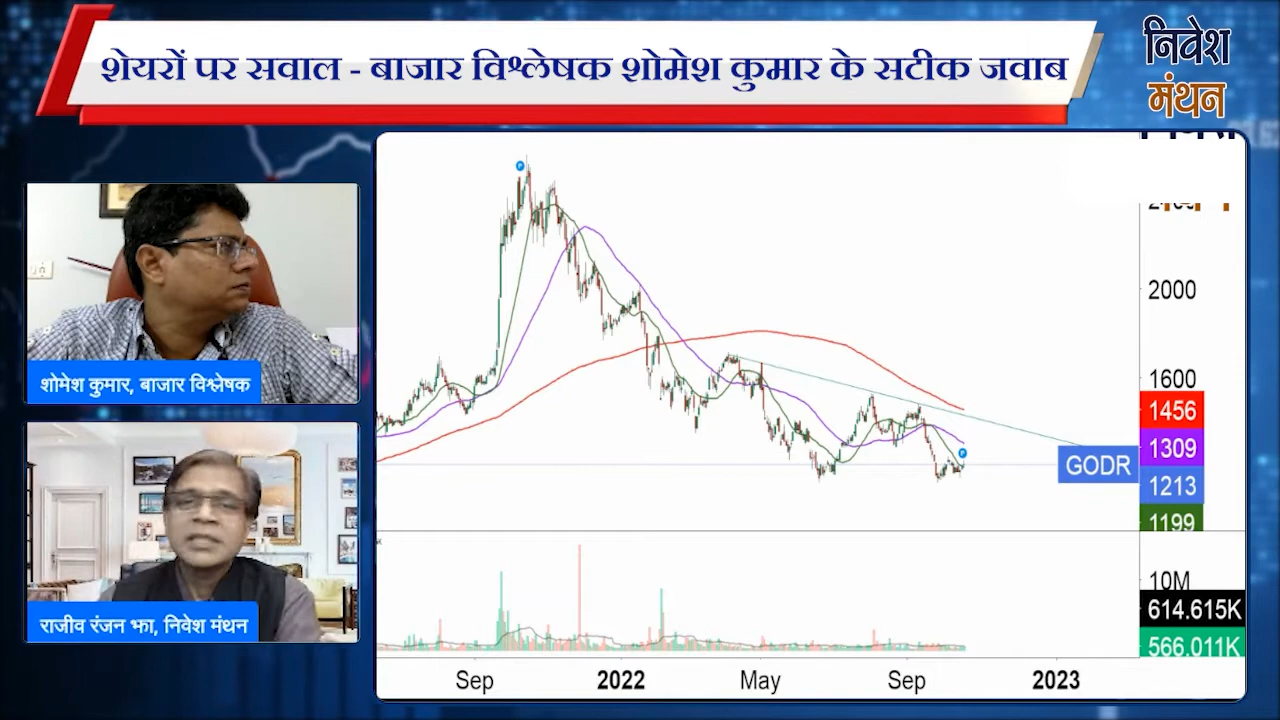 शेयरों पर सवाल - बाजार विश्लेषक शोमेश कुमार के सटीक जवाब
निवेश
मंथन
शोमेश कुमार, बाजार विश्लेषक
राजीव रंजन झा, निवेश मंथन
2000
1600
1456
1309
GODR
1213
1199
10M
614.615K
566.011K
Sep
2022
May
Sep
2023